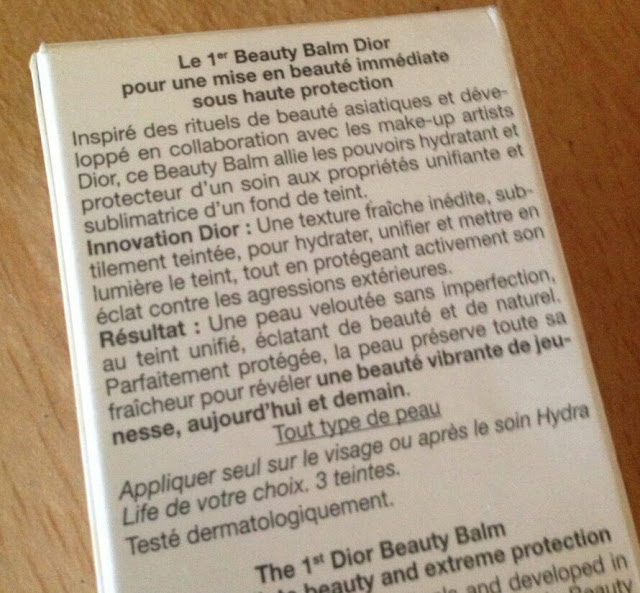 Le 1er Beauty Balm Dior
pour une mise en beauté immédiate
sous haute protection
Inspiré des rituels de beauté asiatiques et déve-
loppé en collaboration avec les make-up artists
Dior, ce Beauty Balm allie les pouvoirs hydratant et
protecteur d'un soin aux propriétés unifiante et
sublimatrice d'un fond de teint.
Innovation Dior : Une texture fraîche inédite, sub-
tilement teintée, pour hydrater, unifier et mettre en
lumière le teint, tout en protégeant activement son
éclat contre les agressions extérieures.
Résultat : Une peau veloutée sans imperfection,
au teint unifié, éclatant de beauté et de naturel.
Parfaitement protégée, la peau préserve toute sa
fraîcheur pour révéler une beauté vibrante de jeu-
nesse, aujourd'hui et demain.
Tout type de peau
Appliquer seul sur le visage ou après le soin Hydra
Life de votre choix. 3 teintes.
Testé dermatologiquement.
The 1st Dior Beauty Balm
beauty and extreme protection
and developed in
Beauty